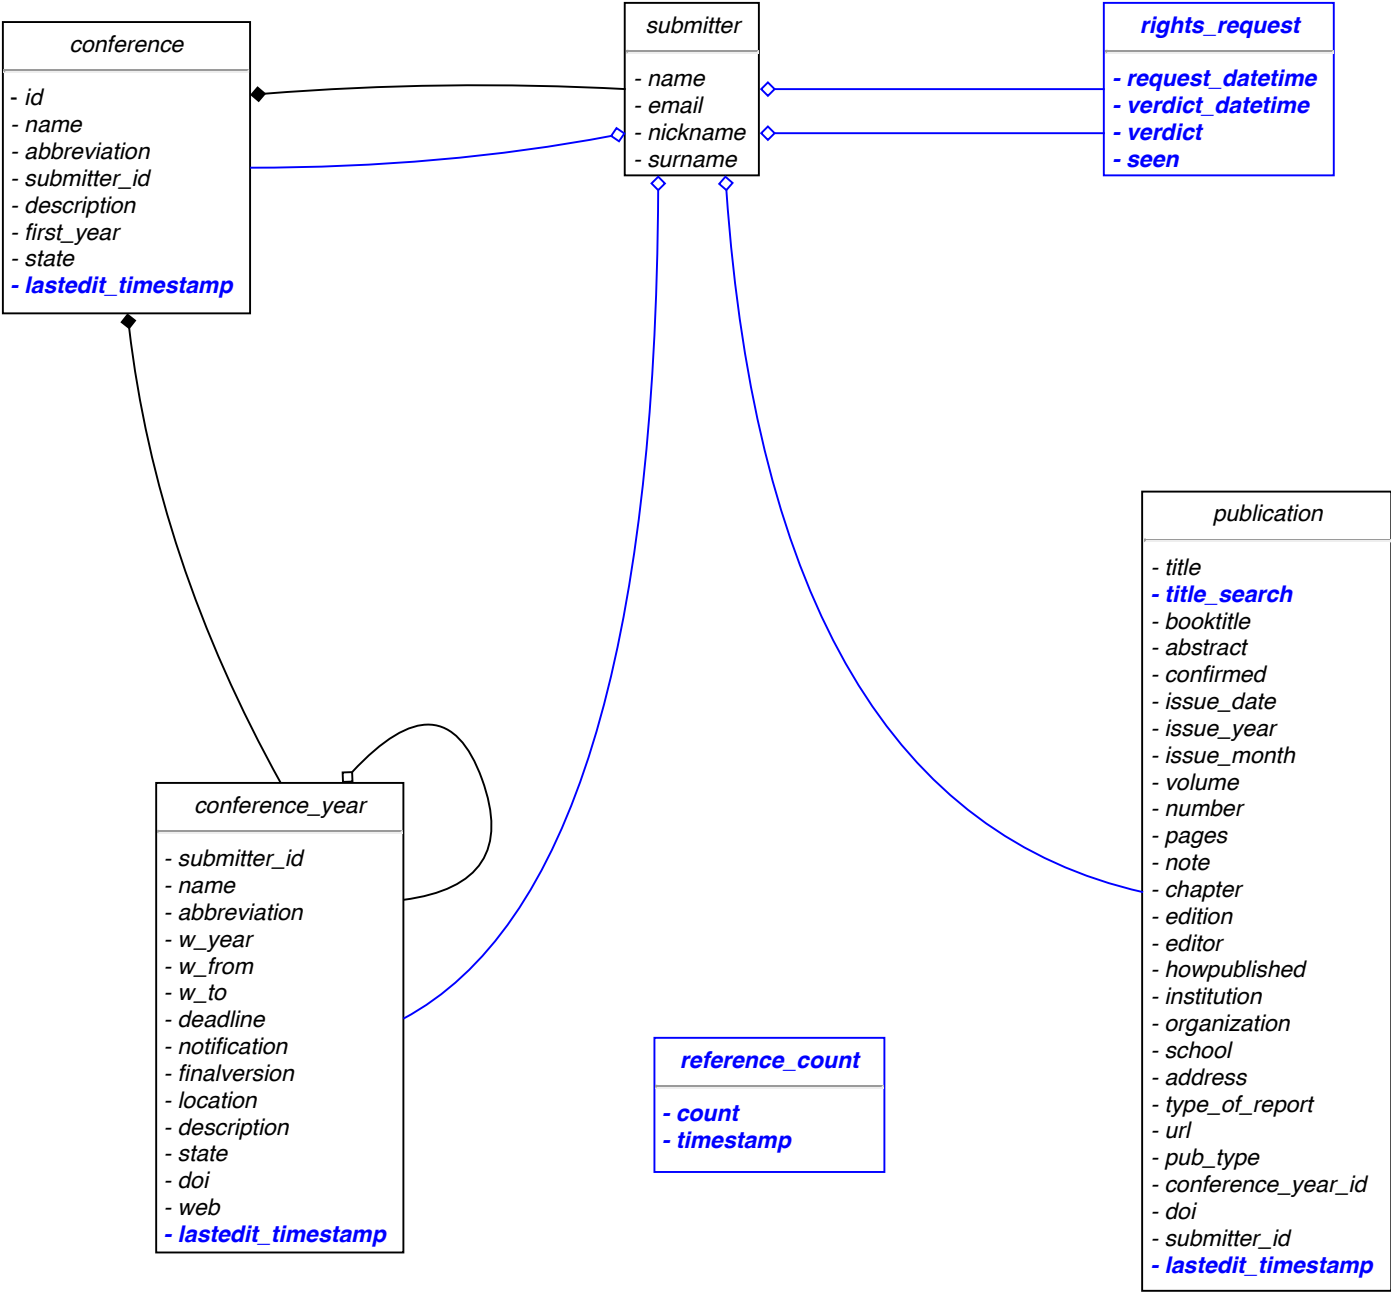 conference
- id
- name
- abbreviation
- submitter_id
- description
- first_year
- state
- lastedit_timestamp
submitter
- name
- email
- nickname
- surname
rights_request
- request_datetime
- verdict_datetime
- verdict
- seen
publication
- title
- title_search
- booktitle
- abstract
- confirmed
- issue_date
- issue_year
- issue_month
- volume
- number
- pages
- note
- chapter
- edition
- editor
- howpublished
- institution
- organization
- school
- address
- type_of_report
- url
- pub_type
- conference_year_id
- doi
- submitter_id
- lastedit_timestamp
conference_year
- submitter_id
- name
- abbreviation
- w_year
- w_from
- w_to
- deadline
- notification
- finalversion
- location
- description
- state
- doi
- web
- lastedit_timestamp
reference_count
- count
- timestamp